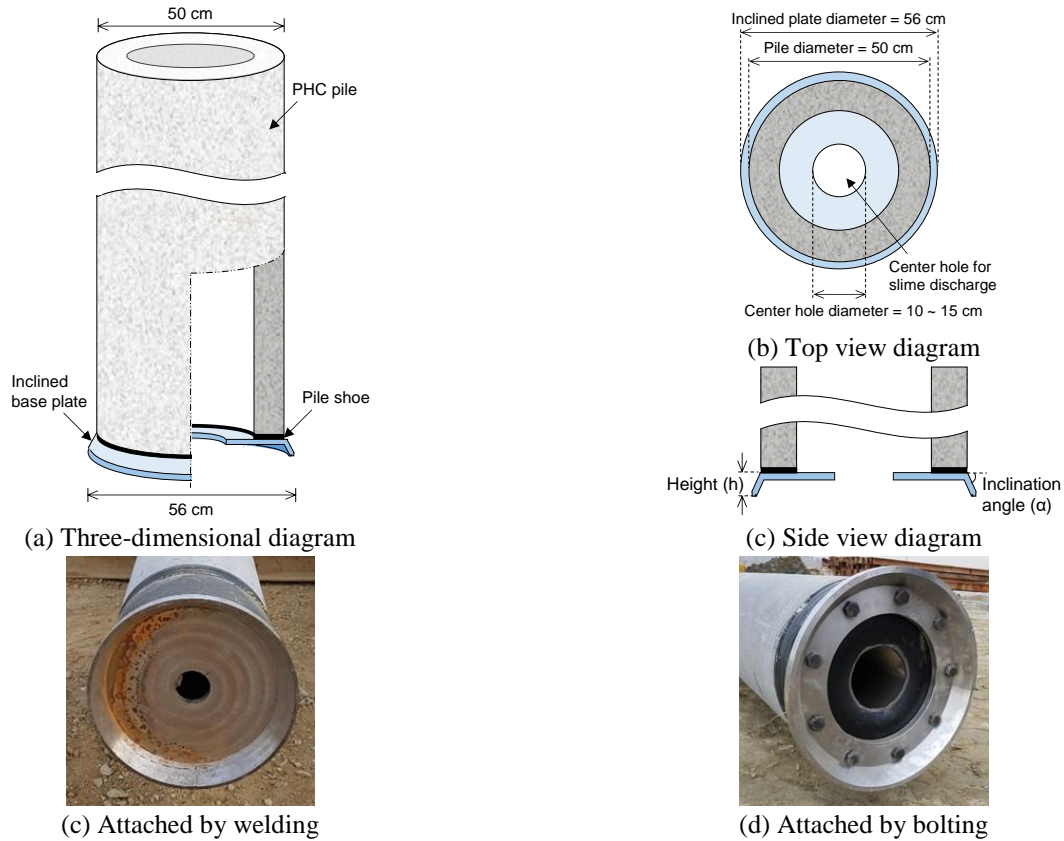 50 cm
PHC pile
Inclined
base plate
Pile shoe
56 cm
(a) Three-dimensional diagram
Inclined plate diameter = 56 cm
Pile diameter = 50 cm
Center hole for
slime discharge
Center hole diameter = 10 ~ 15 cm
(b) Top view diagram
Height (h)
Inclination
angle (α)
(c) Side view diagram
(c) Attached by welding
(d) Attached by bolting